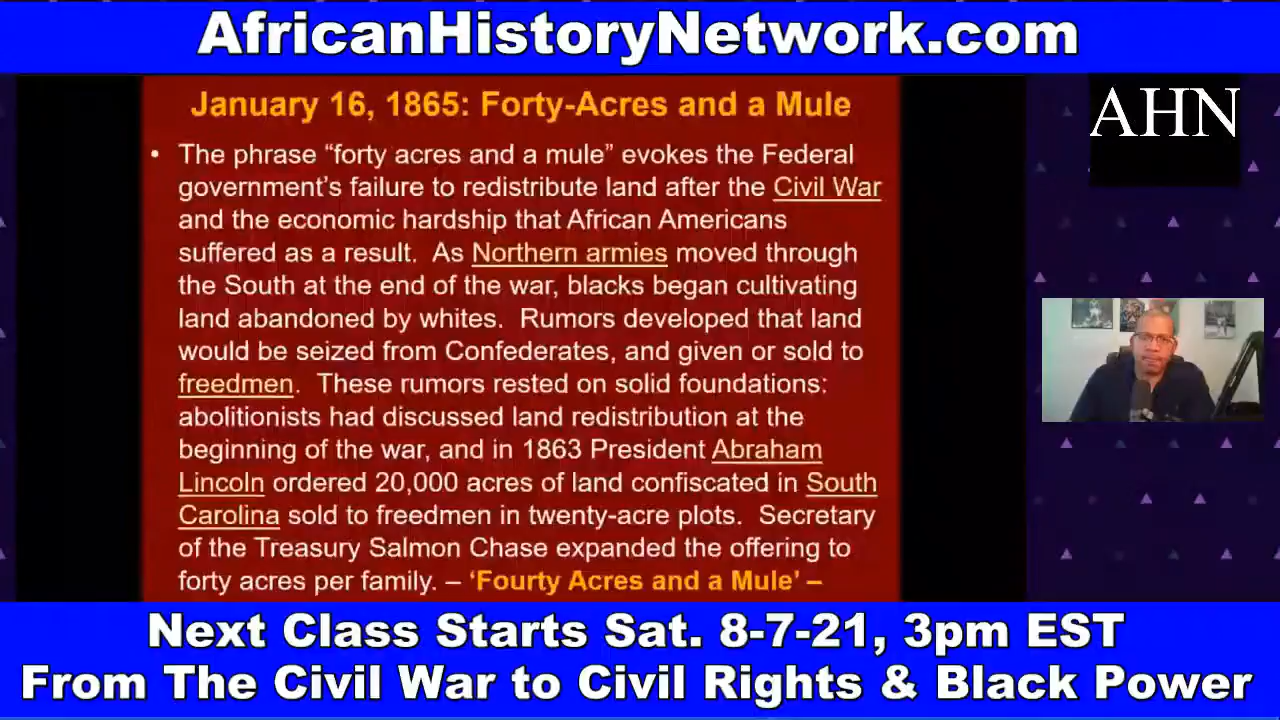 AfricanHistoryNetwork.com
AHN
January 16, 1865: Forty-Acres and a Mule
• The phrase “forty acres and a mule” evokes the Federal
government’s failure to redistribute land after the Civil War
and the economic hardship that African Americans
suffered as a result. As Northern armies moved through
the South at the end of the war, blacks began cultivating
land abandoned by whites. Rumors developed that land
would be seized from Confederates, and given or sold to
freedmen. These rumors rested on solid foundations:
abolitionists had discussed land redistribution at the
beginning of the war, and in 1863 President Abraham
Lincoln ordered 20,000 acres of land confiscated in South
Carolina sold to freedmen in twenty-acre plots. Secretary
of the Treasury Salmon Chase expanded the offering to
forty acres per family. – ‘Fourty Acres and a Mule’ –
Next Class Starts Sat. 8-7-21, 3pm EST
From The Civil War to Civil Rights & Black Power